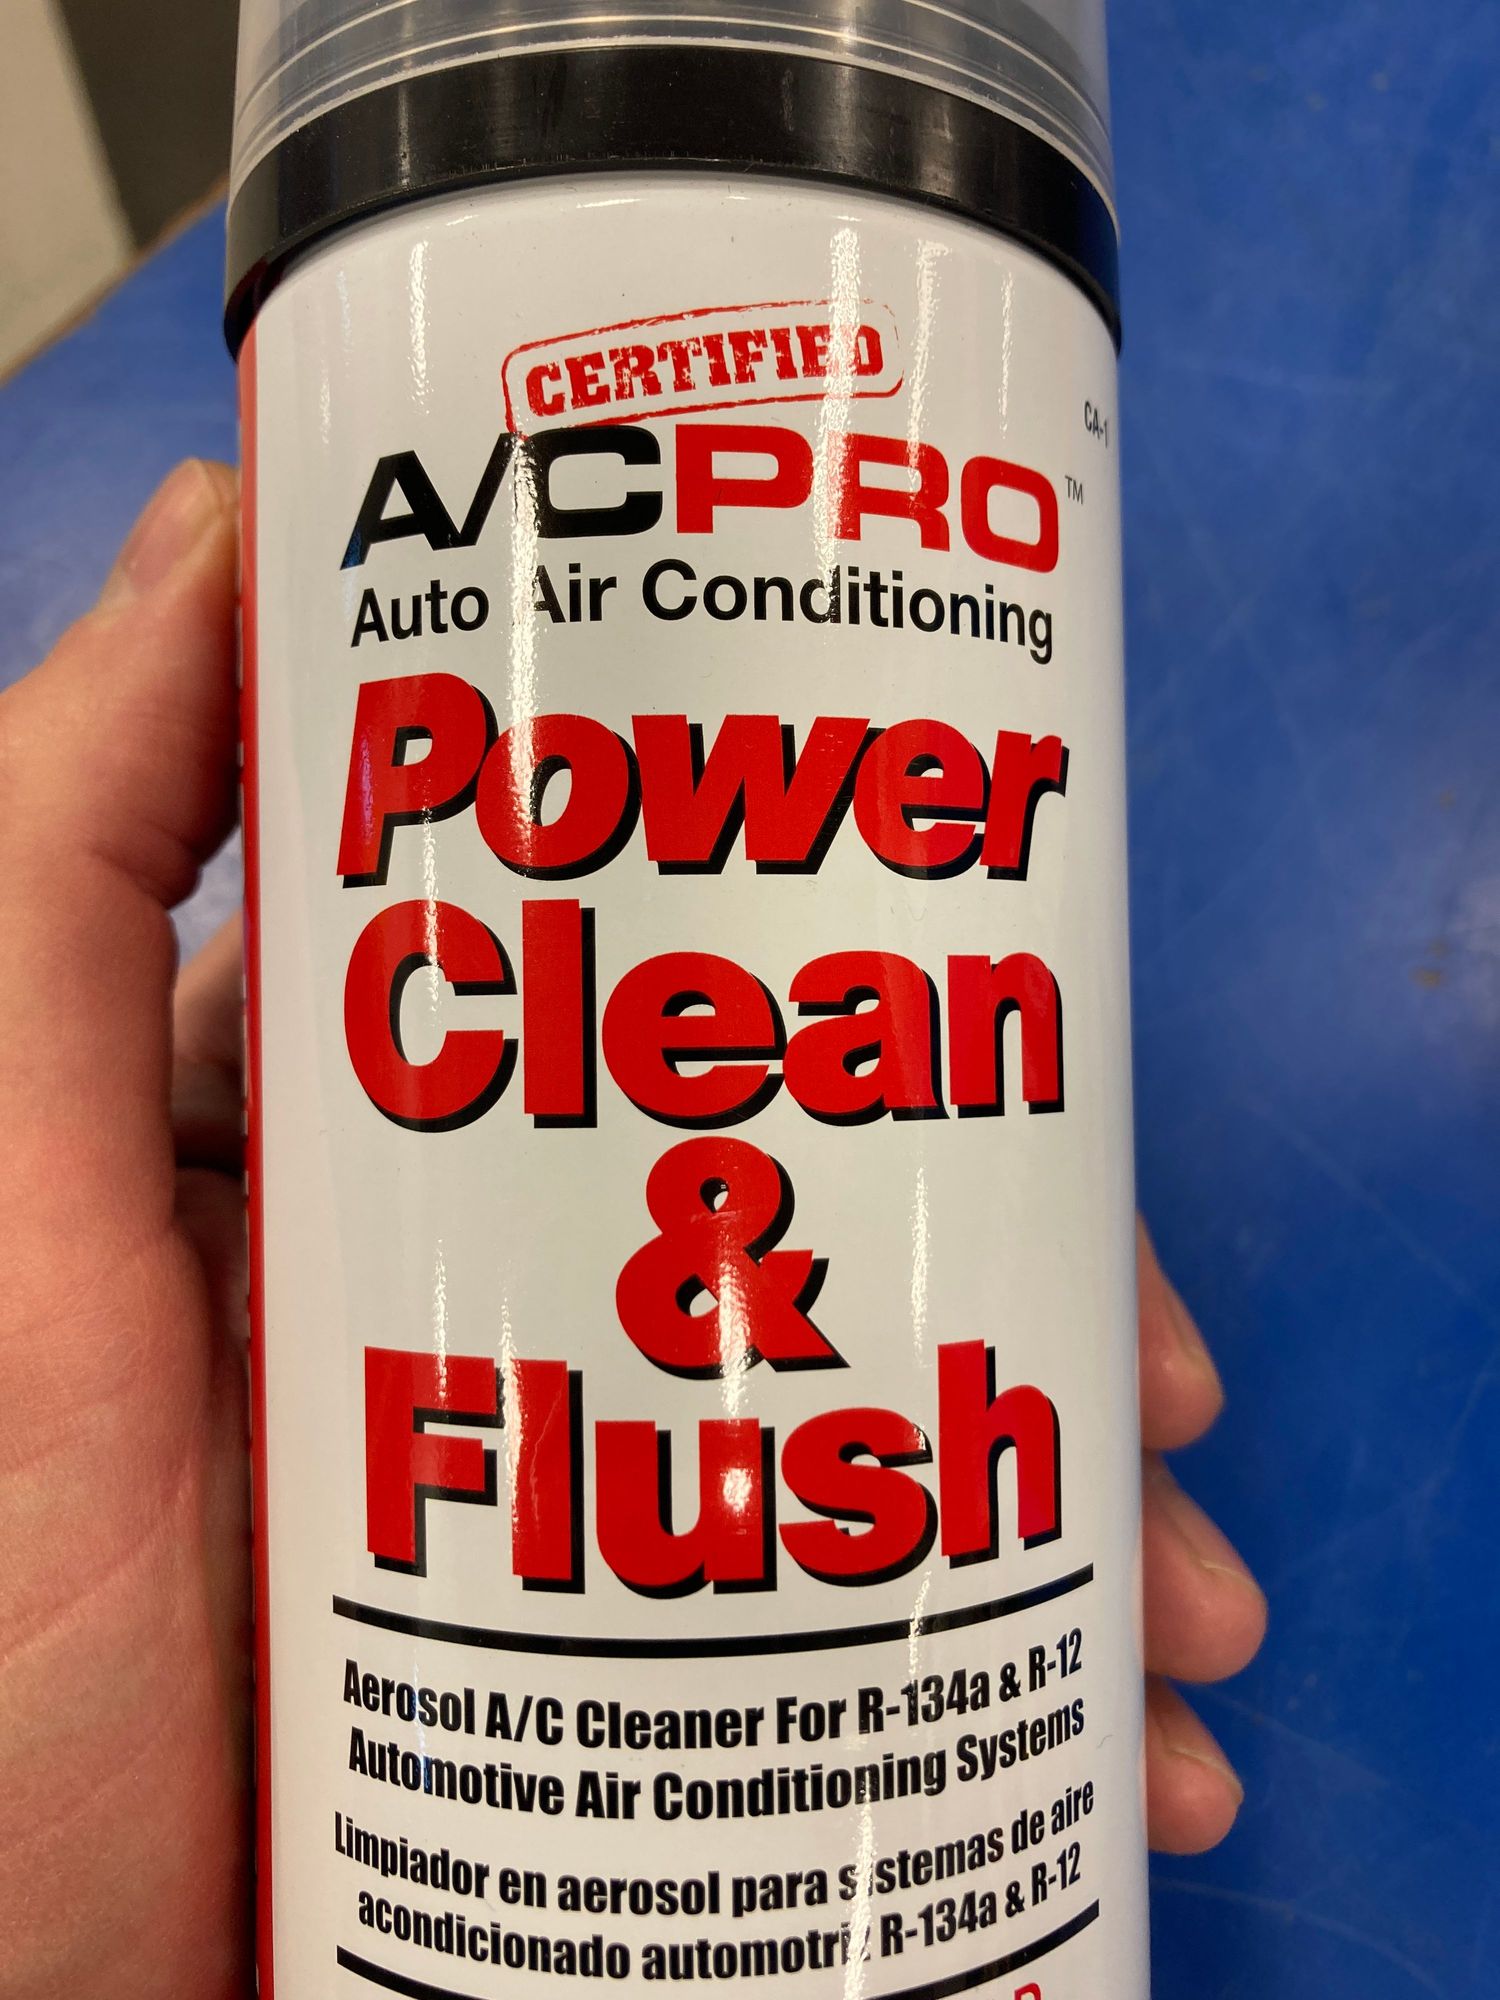 CERTIFIED
CA-1
A/CPRO™
Auto Air Conditioning
Power
Clean
&
Flush
Aerosol A/C Cleaner For R-134a & R-12
Automotive Air Conditioning Systems
Limpiador en aerosol para sistemas de aire
acondicionado automotriz R-134a & R-12